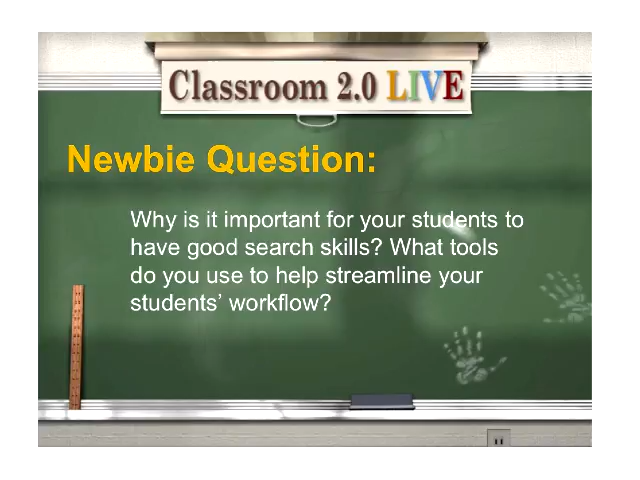 Classroom 2.0 LIVE
Newbie Question:
Why is it important for your students to
have good search skills? What tools
do you use to help streamline your
students’ workflow?